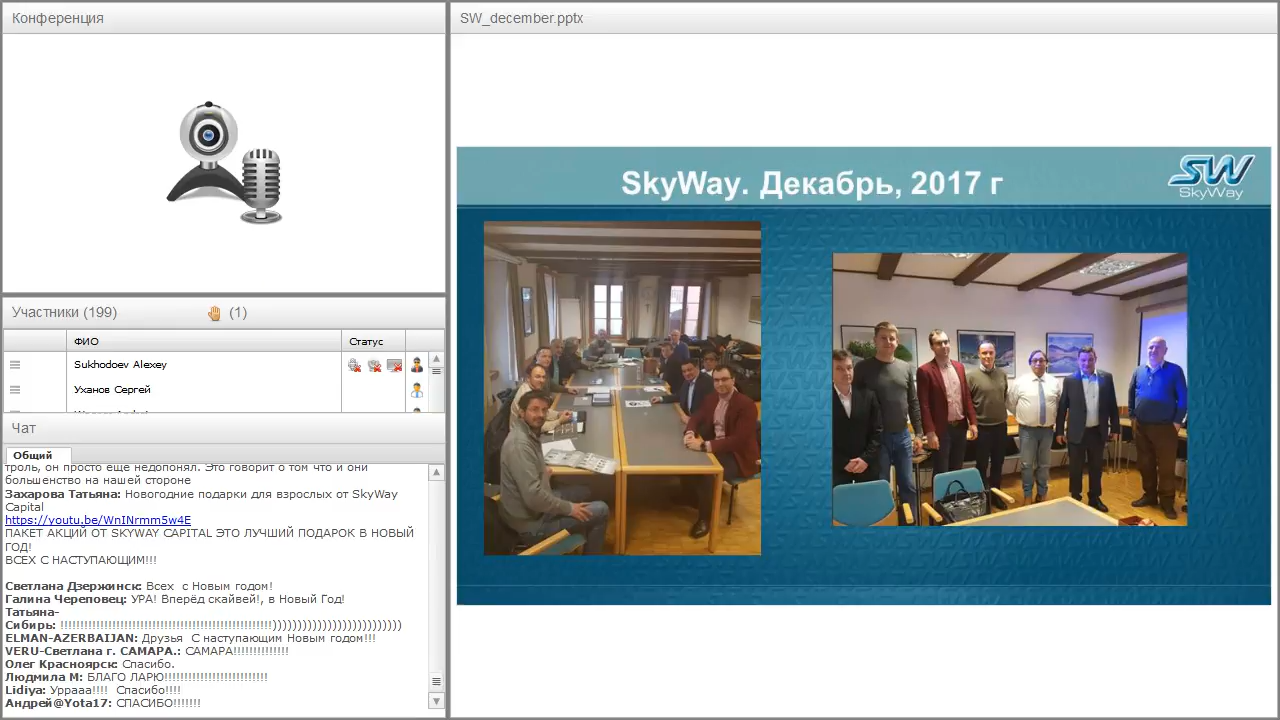 Конференция
SW_december.pptx
SkyWay. Декабрь, 2017 г
SW
SkyWay
Участники (199)
(1)
ФИО
Статус
Sukhodoev Alexey
Уханов Сергей
Чат
Общий
троль, он просто еще недопонял. Это говорит о том что и они
большенство на нашей стороне
Захарова Татьяна: Новогодние подарки для взрослых от SkyWay
Capital
https://youtu.be/WnINrmm5w4E
ПАКЕТ АКЦИЙ ОТ SKYWAY CAPITAL ЭТО ЛУЧШИЙ ПОДАРОК В НОВЫЙ
ГОД!
ВСЕХ С НАСТУПАЮЩИМ!!!
Светлана Дзержинск: Всех с Новым годом!
Галина Череповец: УРА! Вперёд скайвей!, в Новый Год!
Татьяна-
Сибирь: !!!!!!!!!!!!!!!!!!!!!!!!!!!!!!!!!!!!!!!!!!!!!!!!!!!!!))))))))))))))))))))))))))
ELMAN-AZERBAIJAN: Друзья С наступающим Новым годом!!!
VERU-Светлана г. САМАРА.: САМАРА!!!!!!!!!!!!!!
Олег Красноярск: Спасибо.
Людмила М: БЛАГО ЛАРЮ!!!!!!!!!!!!!!!!!!!!!!!!!!
Lidiya: Уррааа!!!! Спасибо!!!!
Андрей@Yota17: СПАСИБО!!!!!!!